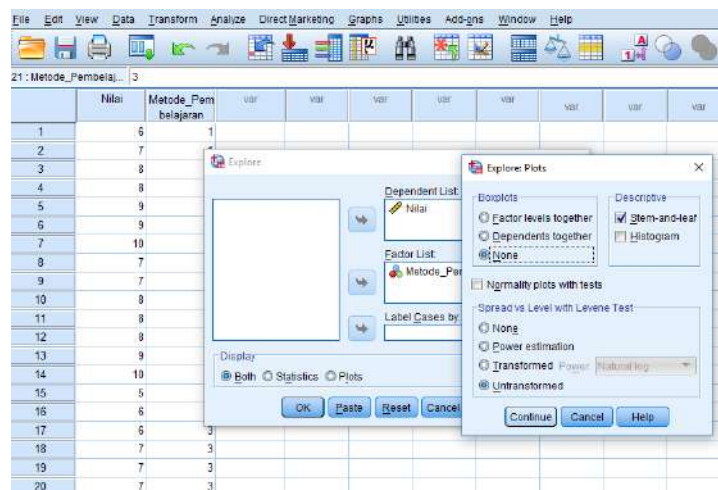 File Edit View Data Transform Analyze Direct Marketing Graphs Utilities Add-ons Window Help
21 : Metode_Pembelaj... 3
Nilai Metode_Pembelajaran var var var var var var var var
1 6 1
2 7
3 8
4 8
5 9
6 9
7 10
8 7
9 7
10 8
11 8
12 8
13 9
14 10
15 5
16 6
17 6 3
18 7 3
19 7 3
20 7 3
Explore
Dependent List:
Nilai
Factor List:
Metode_Pe
Label Cases by
Display
Both Statistics Plots
OK Paste Reset Cancel
Explore: Plots
Boxplots
Factor levels together
Dependents together
None
Descriptive
Stem-and-leaf
Histogram
Normality plots with tests
Spread vs Level with Levene Test
None
Power estimation
Transformed Power: Natural log
Untransformed
Continue Cancel Help